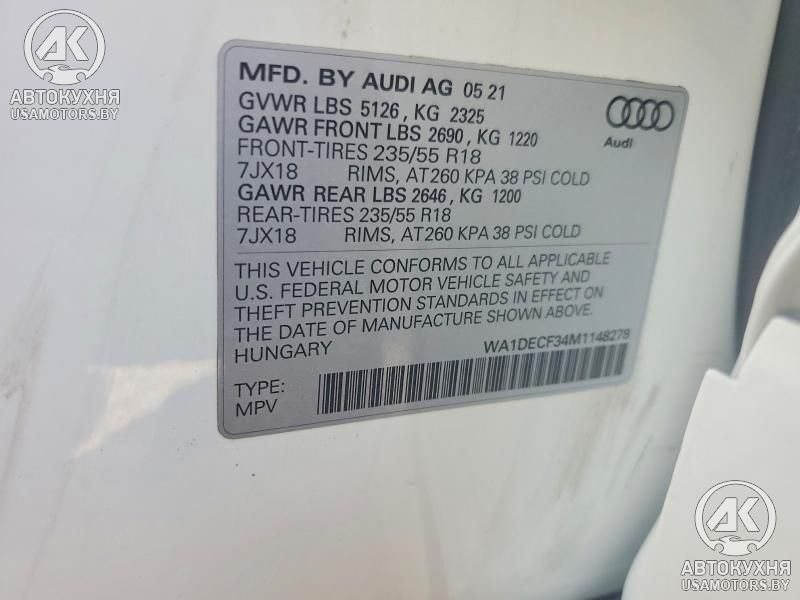 AK
АВТОКУХНЯ
USAMOTORS.BY
MFD. BY AUDI AG 05 21
GVWR LBS 5126, KG 2325
GAWR FRONT LBS 2690, KG 1220
FRONT-TIRES 235/55 R18
7JX18 RIMS, AT260 KPA 38 PSI COLD
GAWR REAR LBS 2646, KG 1200
REAR-TIRES 235/55 R18
7JX18 RIMS, AT260 KPA 38 PSI COLD
Audi
THIS VEHICLE CONFORMS TO ALL APPLICABLE
U.S. FEDERAL MOTOR VEHICLE SAFETY AND
THEFT PREVENTION STANDARDS IN EFFECT ON
THE DATE OF MANUFACTURE SHOWN ABOVE.
HUNGARY WA1DECF34M1148278
TYPE:
MPV
AK
АВТОКУХНЯ
USAMOTORS.BY